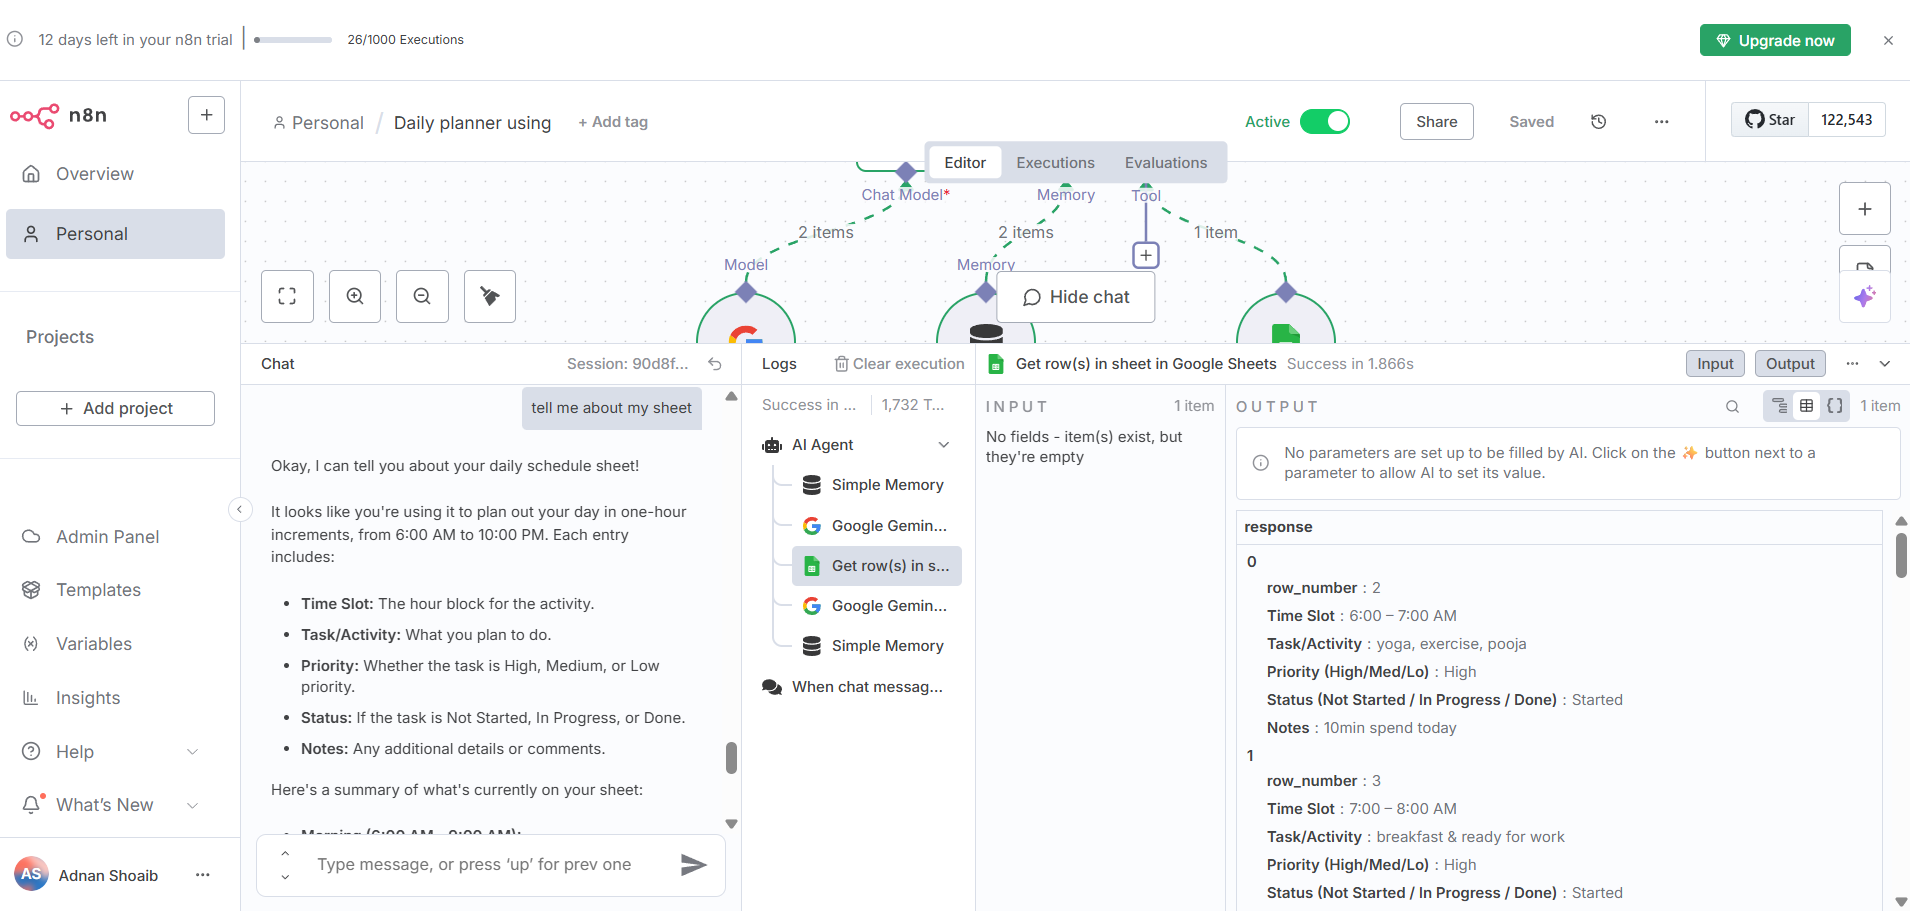 12 days left in your n8n trial
26/1000 Executions
Upgrade now
n8n
Overview
Personal
Projects
Add project
Admin Panel
Templates
Variables
Insights
Help
What's New
AS
Adnan Shoaib
Personal / Daily planner using
+ Add tag
Active
Share
Saved
Star
122,543
Editor
Executions
Evaluations
Chat Model*
Memory
Tool
2 items
2 items
1 item
Model
Memory
Hide chat
Chat
Session: 90d8f...
tell me about my sheet
Okay, I can tell you about your daily schedule sheet!
It looks like you're using it to plan out your day in one-hour
increments, from 6:00 AM to 10:00 PM. Each entry
includes:
• Time Slot: The hour block for the activity.
• Task/Activity: What you plan to do.
• Priority: Whether the task is High, Medium, or Low
priority.
• Status: If the task is Not Started, In Progress, or Done.
• Notes: Any additional details or comments.
Here's a summary of what's currently on your sheet:
• Morning (6:00 AM - 9:00 AM):
Type message, or press ‘up’ for prev one
Logs
Clear execution
Success in ...
1,732 T...
AI Agent
Simple Memory
Google Gemin...
Get row(s) in s...
Google Gemin...
Simple Memory
When chat messag...
Get row(s) in sheet in Google Sheets
Success in 1.866s
Input
Output
INPUT
1 item
No fields - item(s) exist, but
they're empty
OUTPUT
1 item
No parameters are set up to be filled by AI. Click on the ✨ button next to a
parameter to allow AI to set its value.
response
0
row_number : 2
Time Slot : 6:00 – 7:00 AM
Task/Activity : yoga, exercise, pooja
Priority (High/Med/Lo) : High
Status (Not Started / In Progress / Done) : Started
Notes : 10min spend today
1
row_number : 3
Time Slot : 7:00 – 8:00 AM
Task/Activity : breakfast & ready for work
Priority (High/Med/Lo) : High
Status (Not Started / In Progress / Done) : Started